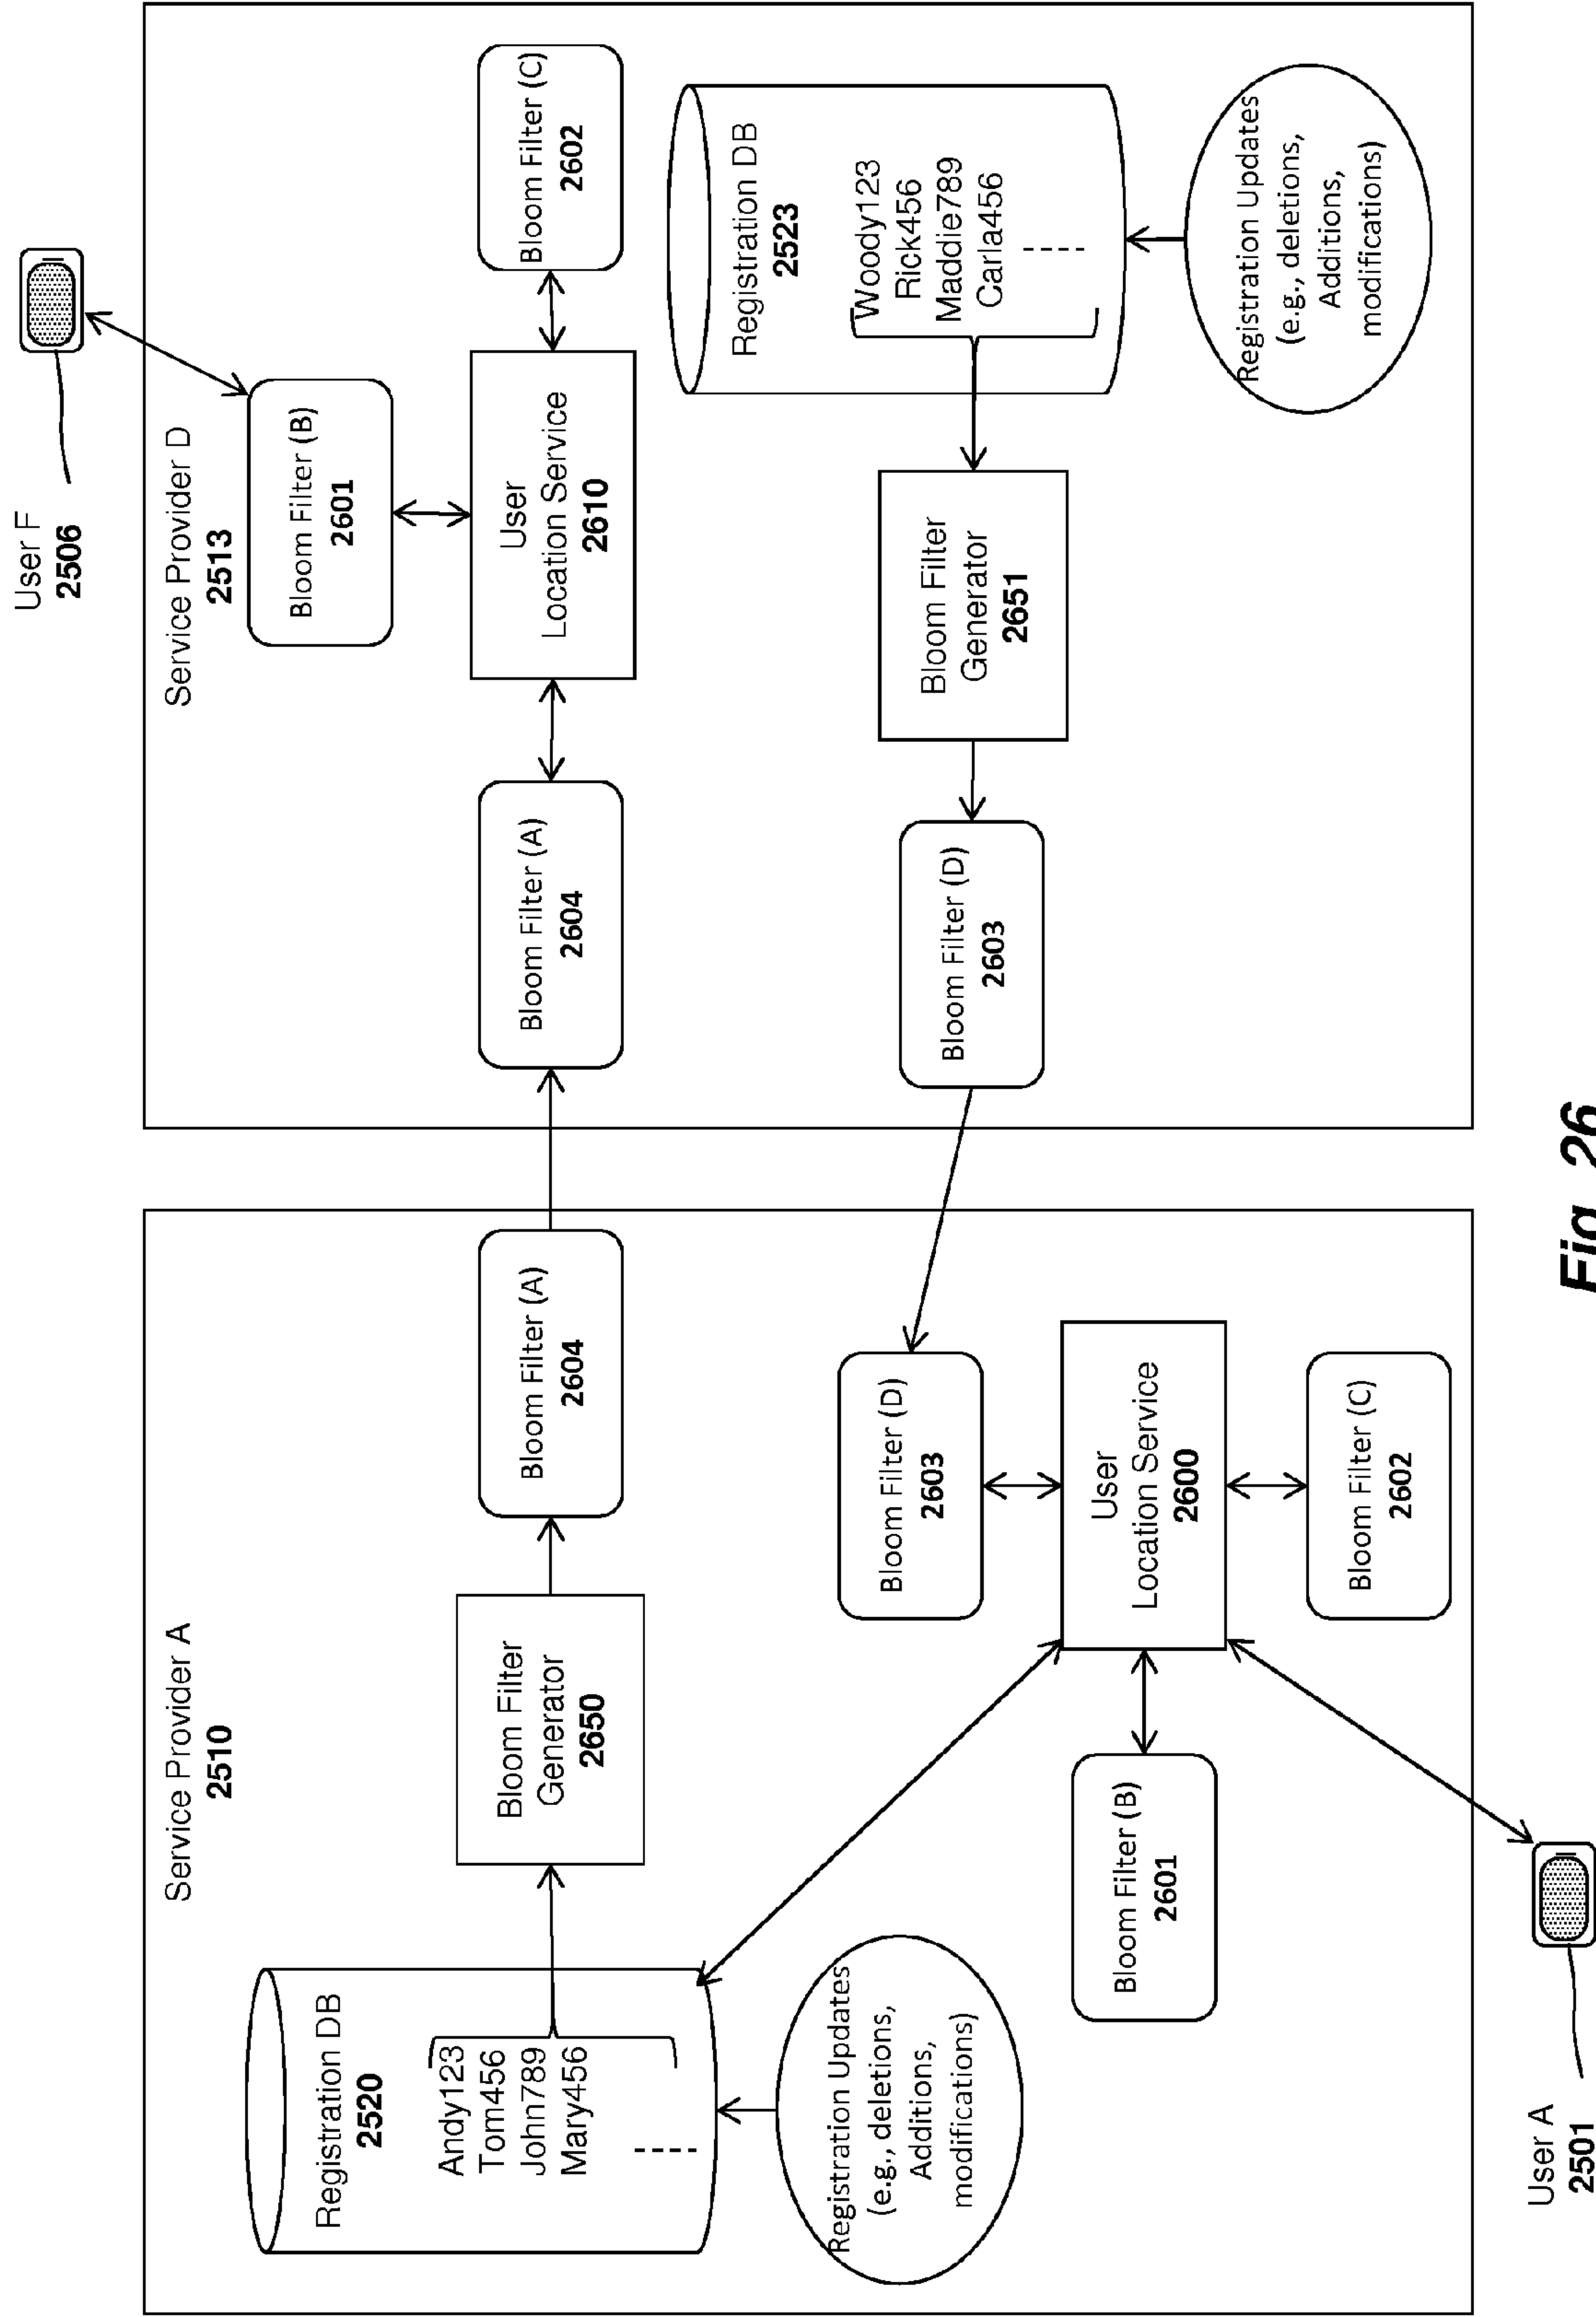 Service Provider A
2510
Registration DB
2520
Andy123
Tom456
John789
Mary456
Registration Updates
(e.g., deletions,
Additions,
modifications)
Bloom Filter
Generator
2650
Bloom Filter (A)
2604
Bloom Filter (D)
2603
User
Location Service
2600
Bloom Filter (B)
2601
Bloom Filter (C)
2602
User A
2501
User F
2506
Service Provider D
2513
Bloom Filter (B)
2601
Bloom Filter (A)
2604
User
Location Service
2610
Bloom Filter (C)
2602
Bloom Filter (D)
2603
Bloom Filter
Generator
2651
Registration DB
2523
Woody123
Rick456
Maddie789
Carla456
Registration Updates
(e.g., deletions,
Additions,
modifications)
Fig. 26